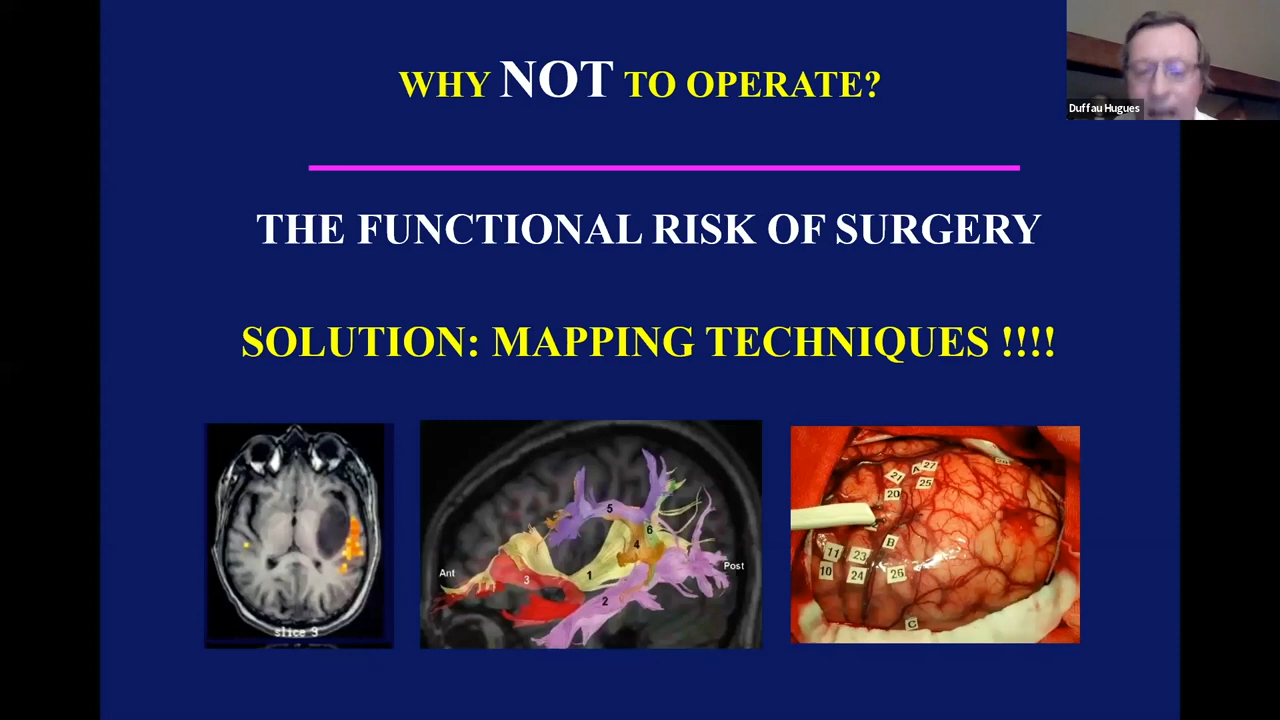 WHY NOT TO OPERATE?
Duffau Hugues
THE FUNCTIONAL RISK OF SURGERY
SOLUTION: MAPPING TECHNIQUES !!!!
slice 9
Ant
Post
5
6
4
3
1
2
21
A
27
25
20
B
11
23
10
24
26
C